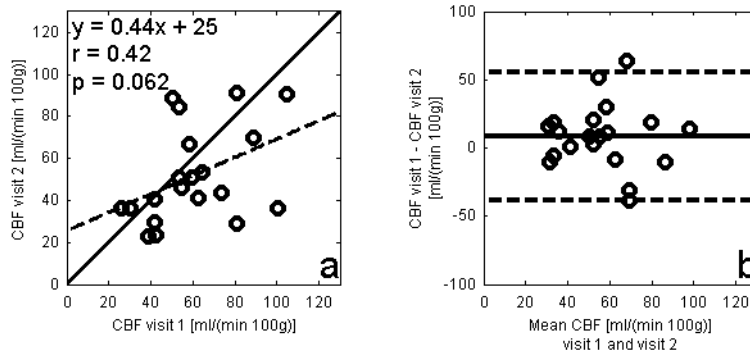 y = 0.44x + 25
r = 0.42
p = 0.062
120
100
80
60
40
20
0
0 20 40 60 80 100 120
CBF visit 2 [ml/(min 100g)]
CBF visit 1 [ml/(min 100g)]
a
100
50
0
-50
-100
0 20 40 60 80 100 120
CBF visit 1 - CBF visit 2
[ml/(min 100g)]
Mean CBF [ml/(min 100g)]
visit 1 and visit 2
b